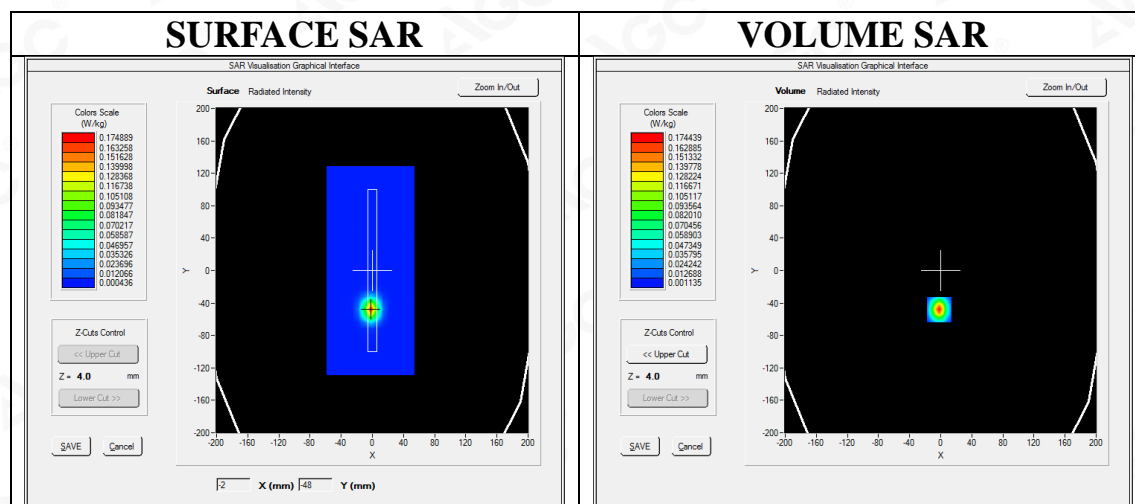 SURFACE SAR
SAR Visualisation Graphical Interface
Surface Radiated Intensity
Zoom In/Out
Colors Scale
(W/kg)
0.174889
0.163258
0.151628
0.139998
0.128368
0.116738
0.105108
0.093477
0.081847
0.070217
0.058587
0.046957
0.035326
0.023696
0.012066
0.000436
Z-Cuts Control
<< Upper Cut
Z = 4.0 mm
Lower Cut >>
SAVE Cancel
200
160
120
80
40
Y 0
-40
-80
-120
-160
-200
-200 -160 -120 -80 -40 0 40 80 120 160 200
X
-2 X (mm) -48 Y (mm)
VOLUME SAR
SAR Visualisation Graphical Interface
Volume Radiated Intensity
Zoom In/Out
Colors Scale
(W/kg)
0.174439
0.162885
0.151332
0.139778
0.128224
0.116671
0.105117
0.093564
0.082010
0.070456
0.058903
0.047349
0.035795
0.024242
0.012688
0.001135
Z-Cuts Control
<< Upper Cut
Z = 4.0 mm
Lower Cut >>
SAVE Cancel
200
160
120
80
40
Y 0
-40
-80
-120
-160
-200
-200 -160 -120 -80 -40 0 40 80 120 160 200
X